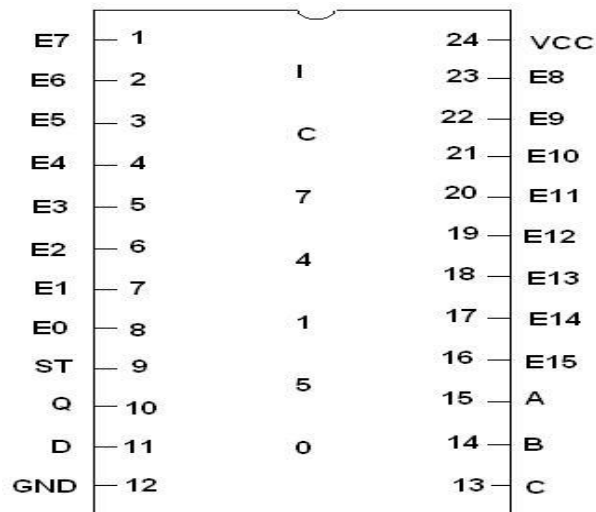 E7 1 24 VCC
E6 2 I 23 E8
E5 3 C 22 E9
E4 4 21 E10
E3 5 7 20 E11
E2 6 4 19 E12
E1 7 18 E13
E0 8 1 17 E14
ST 9 5 16 E15
Q 10 15 A
D 11 0 14 B
GND 12 13 C